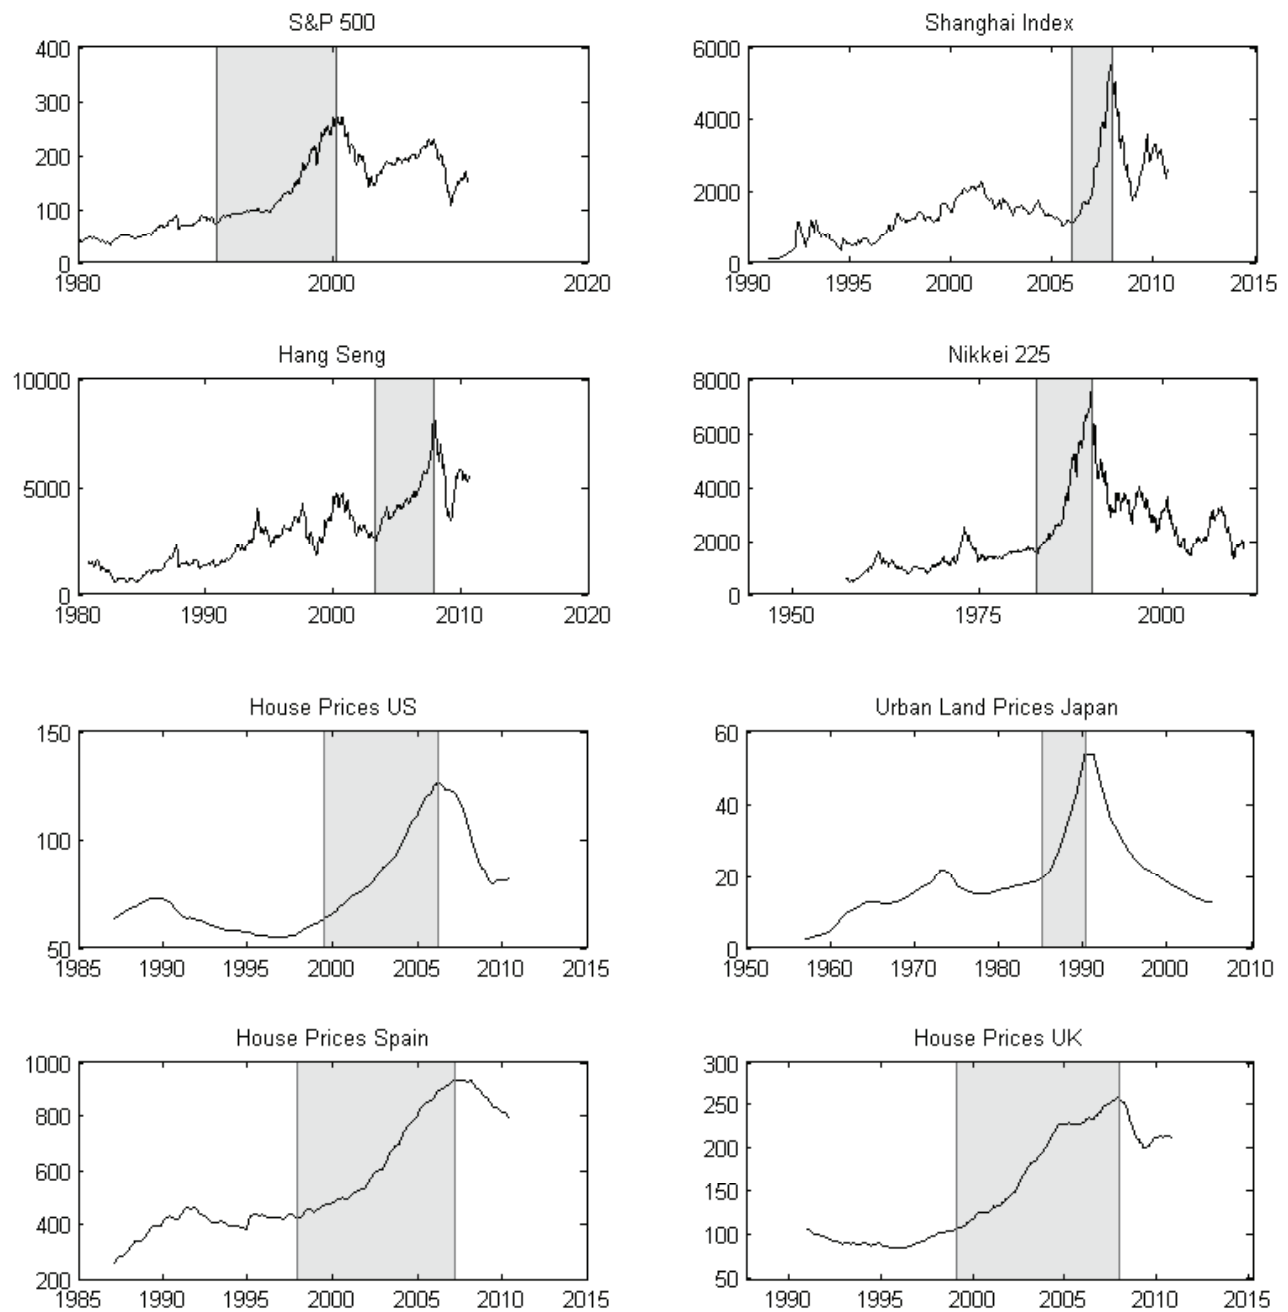 S&P 500
400
300
200
100
0
1980 2000 2020
Shanghai Index
6000
4000
2000
0
1990 1995 2000 2005 2010 2015
Hang Seng
10000
5000
0
1980 1990 2000 2010 2020
Nikkei 225
8000
6000
4000
2000
0
1950 1975 2000
House Prices US
150
100
50
1985 1990 1995 2000 2005 2010 2015
Urban Land Prices Japan
60
40
20
0
1950 1960 1970 1980 1990 2000 2010
House Prices Spain
1000
800
600
400
200
1985 1990 1995 2000 2005 2010 2015
House Prices UK
300
250
200
150
100
50
1990 1995 2000 2005 2010 2015